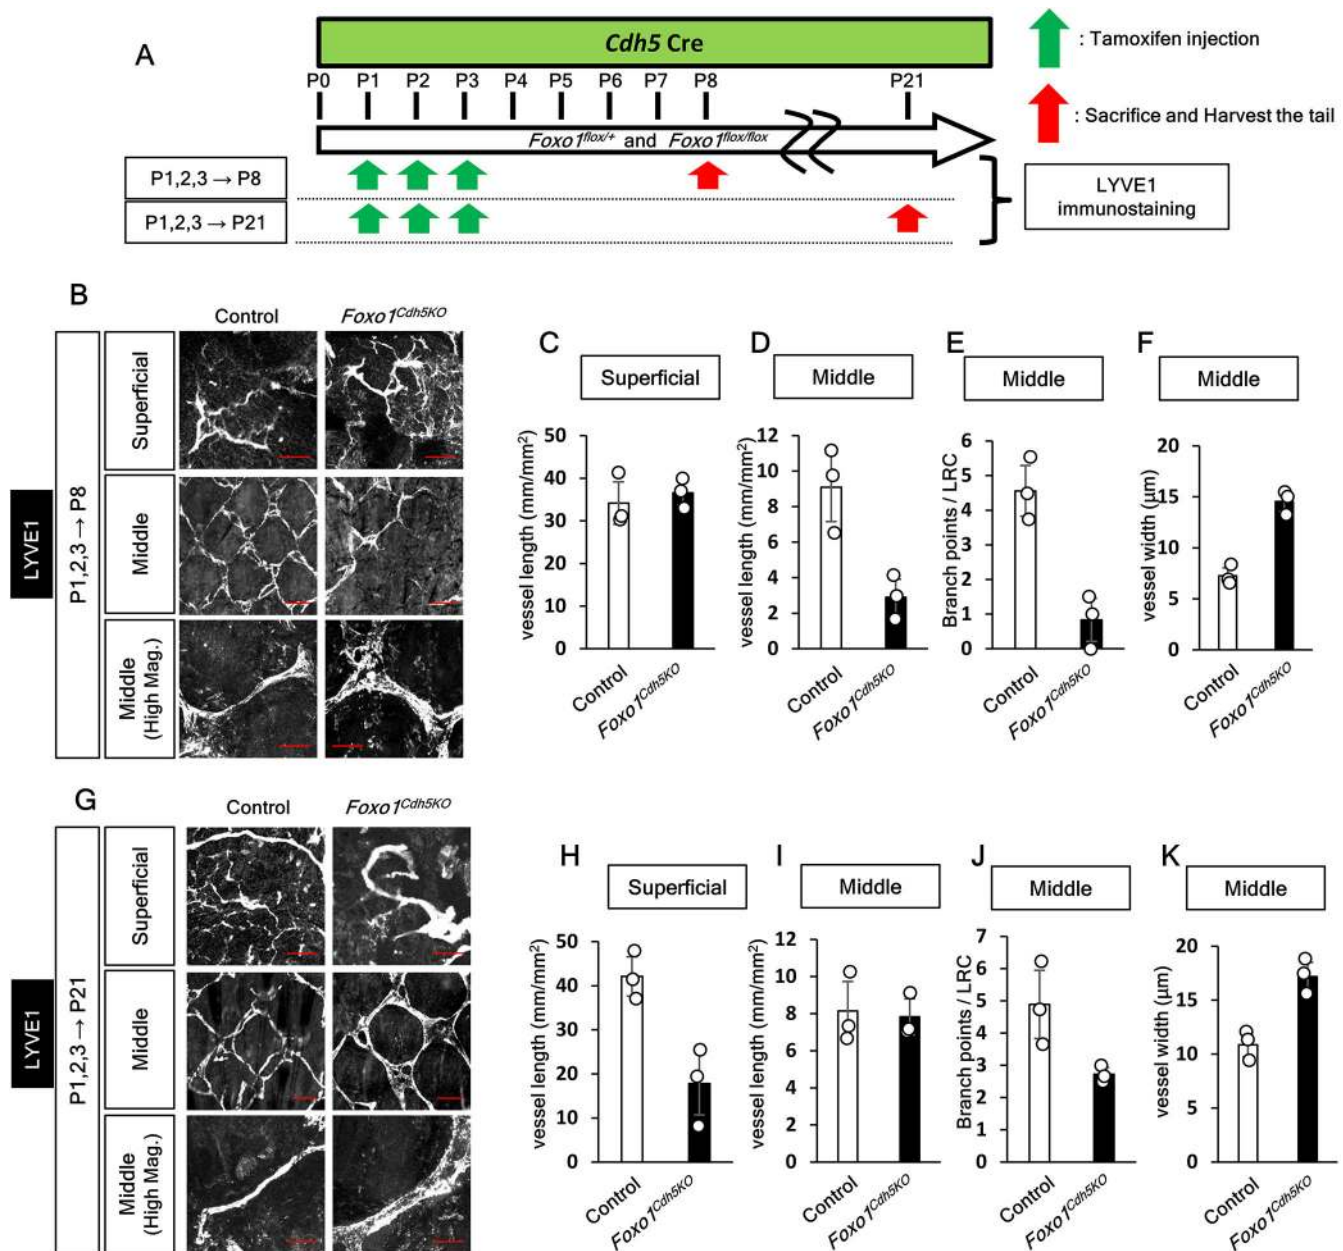 A
Cdh5 Cre
: Tamoxifen injection
: Sacrifice and Harvest the tail
P0 P1 P2 P3 P4 P5 P6 P7 P8 P21
Foxo1flox/+ and Foxo1flox/flox
P1,2,3 → P8
P1,2,3 → P21
LYVE1
immunostaining
B
Control Foxo1Cdh5KO
LYVE1
P1,2,3 → P8
Superficial
Middle
Middle
(High Mag.)
C
Superficial
vessel length (mm/mm²)
50
40
30
20
10
0
Control
Foxo1Cdh5KO
D
Middle
vessel length (mm/mm²)
12
10
8
6
4
2
0
Control
Foxo1Cdh5KO
E
Middle
Branch points / LRC
6
5
4
3
2
1
0
Control
Foxo1Cdh5KO
F
Middle
vessel width (µm)
20
15
10
5
0
Control
Foxo1Cdh5KO
G
Control Foxo1Cdh5KO
LYVE1
P1,2,3 → P21
Superficial
Middle
Middle
(High Mag.)
H
Superficial
vessel length (mm/mm²)
50
40
30
20
10
0
Control
Foxo1Cdh5KO
I
Middle
vessel length (mm/mm²)
12
10
8
6
4
2
0
Control
Foxo1Cdh5KO
J
Middle
Branch points / LRC
7
6
5
4
3
2
1
0
Control
Foxo1Cdh5KO
K
Middle
vessel width (µm)
20
15
10
5
0
Control
Foxo1Cdh5KO